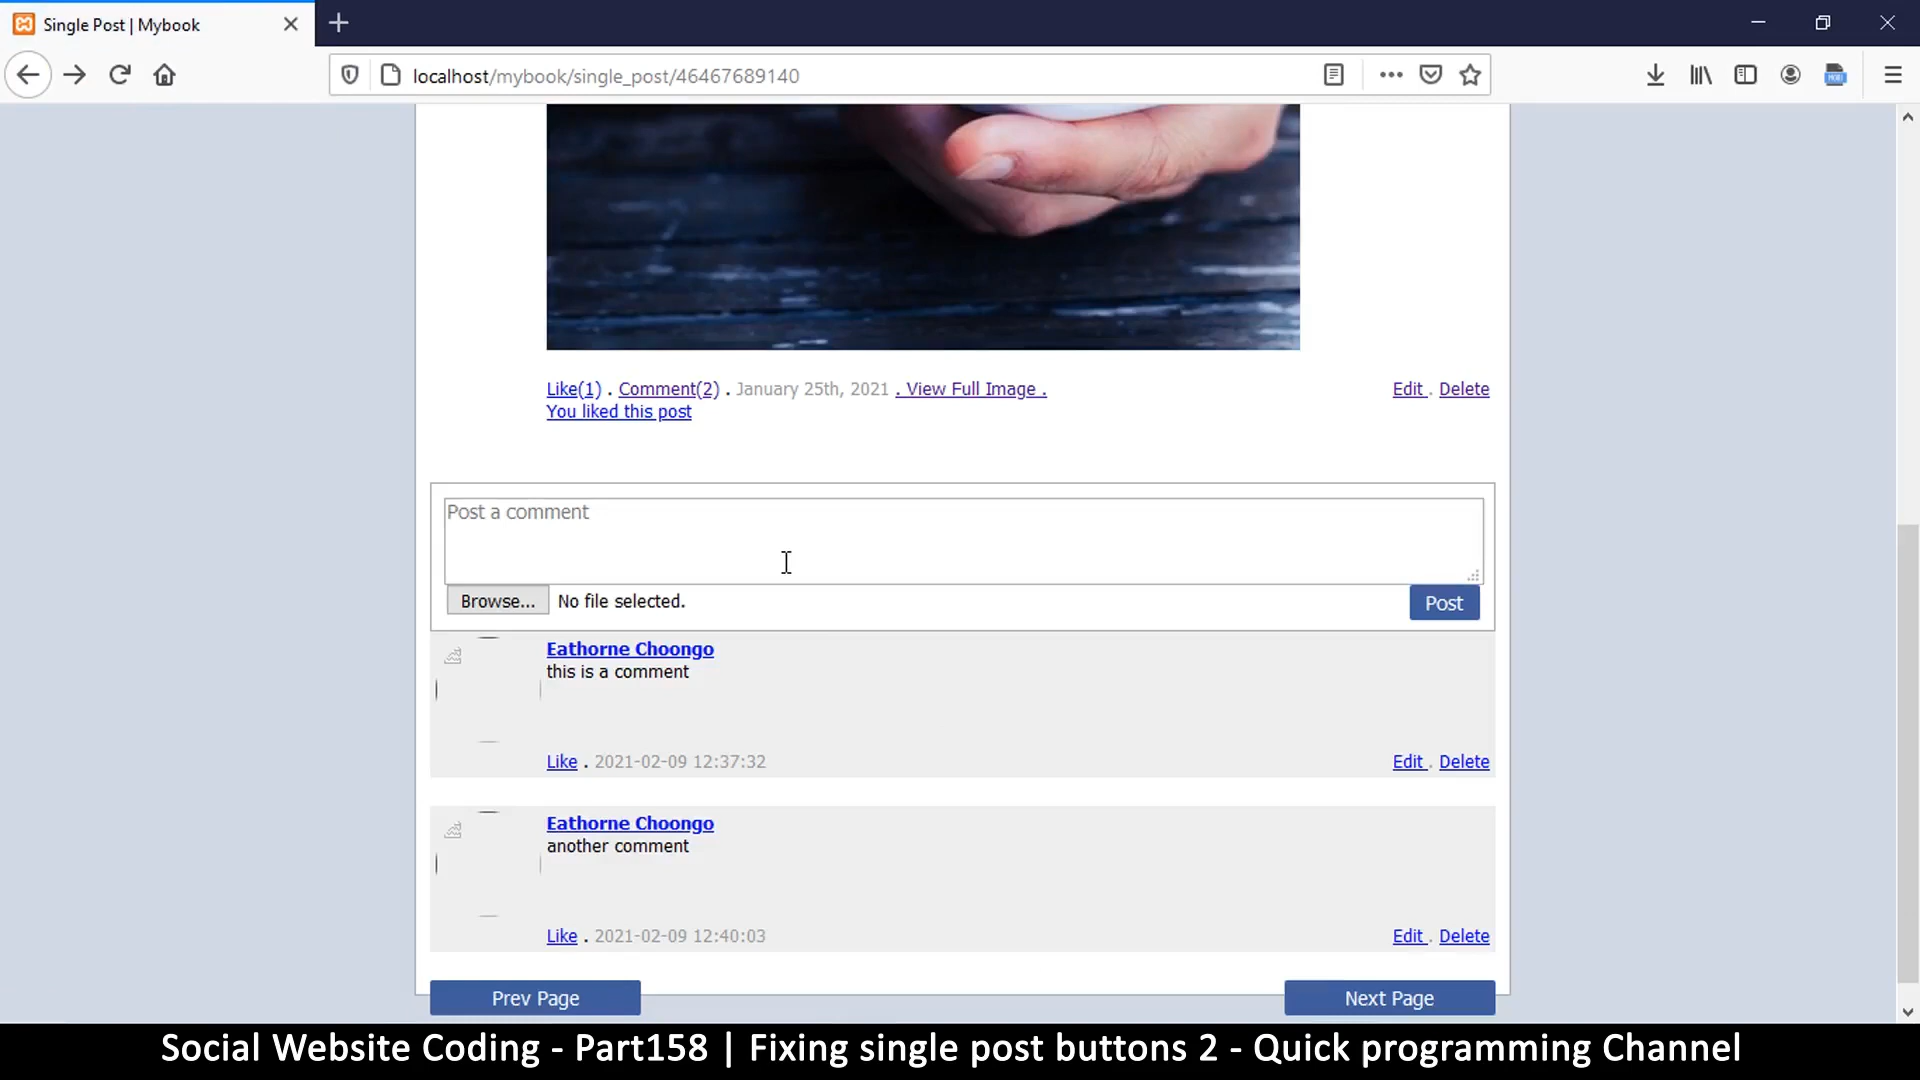 Single Post | Mybook
localhost/mybook/single_post/46467689140
Like(1) . Comment(2) . January 25th, 2021 . View Full Image .
Edit . Delete
You liked this post
Post a comment
Browse... No file selected.
Post
Eathorne Choongo
this is a comment
Like . 2021-02-09 12:37:32
Edit . Delete
Eathorne Choongo
another comment
Like . 2021-02-09 12:40:03
Edit . Delete
Prev Page
Next Page
Social Website Coding - Part158 | Fixing single post buttons 2 - Quick programming Channel